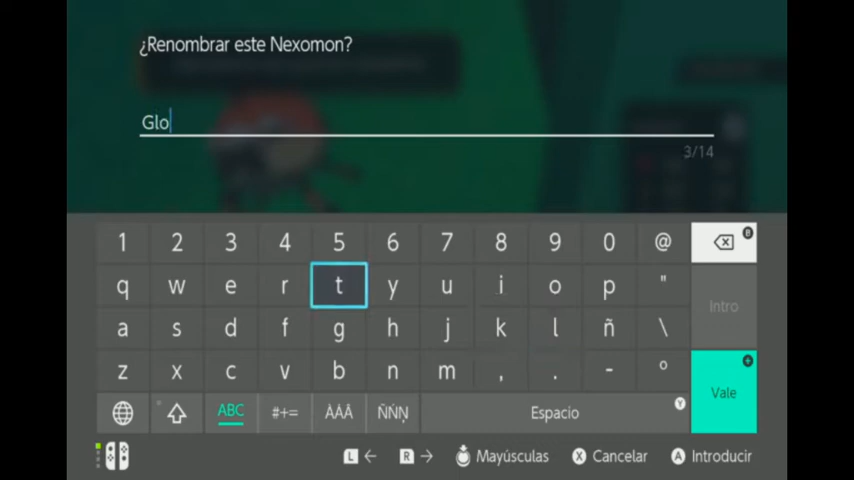 ¿Renombrar este Nexomon?
Glo
3/14
1 2 3 4 5 6 7 8 9 0 @ B
q w e r t y u i o p "
Intro
a s d f g h j k l ñ \
z x c v b n m , . - º
Vale
ABC #+= ÀÁÂ ÑŃŅ Espacio Y
L ← R → Mayúsculas X Cancelar A Introducir